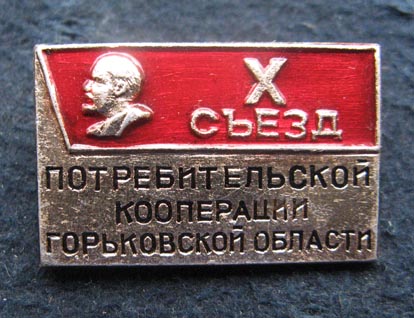 X
СЪЕЗД
ПОТРЕБИТЕЛЬСКОЙ
КООПЕРАЦИИ
ГОРЬКОВСКОЙ ОБЛАСТИ